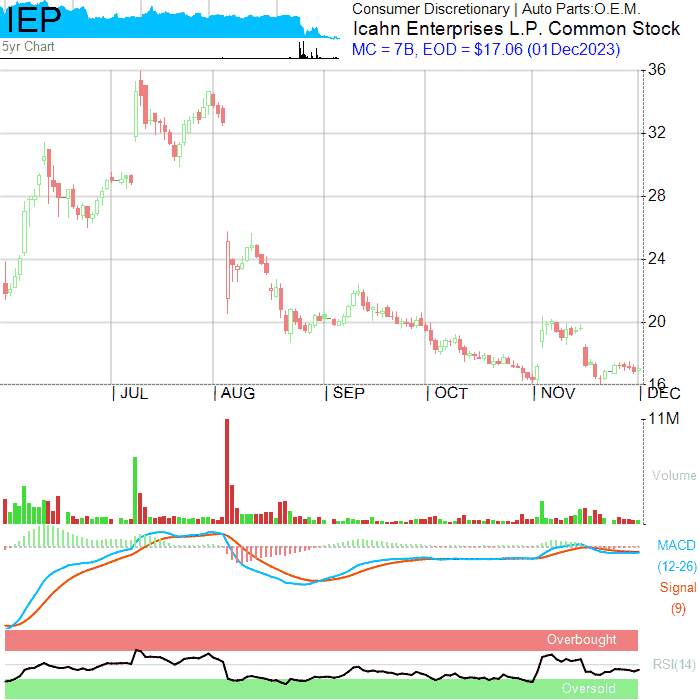 IEP
5yr Chart
Consumer Discretionary | Auto Parts:O.E.M.
Icahn Enterprises L.P. Common Stock
MC = 7B, EOD = $17.06 (01Dec2023)
36
32
28
24
20
16
JUL AUG SEP OCT NOV DEC
11M
Volume
MACD
(12-26)
Signal
(9)
Overbought
RSI(14)
Oversold